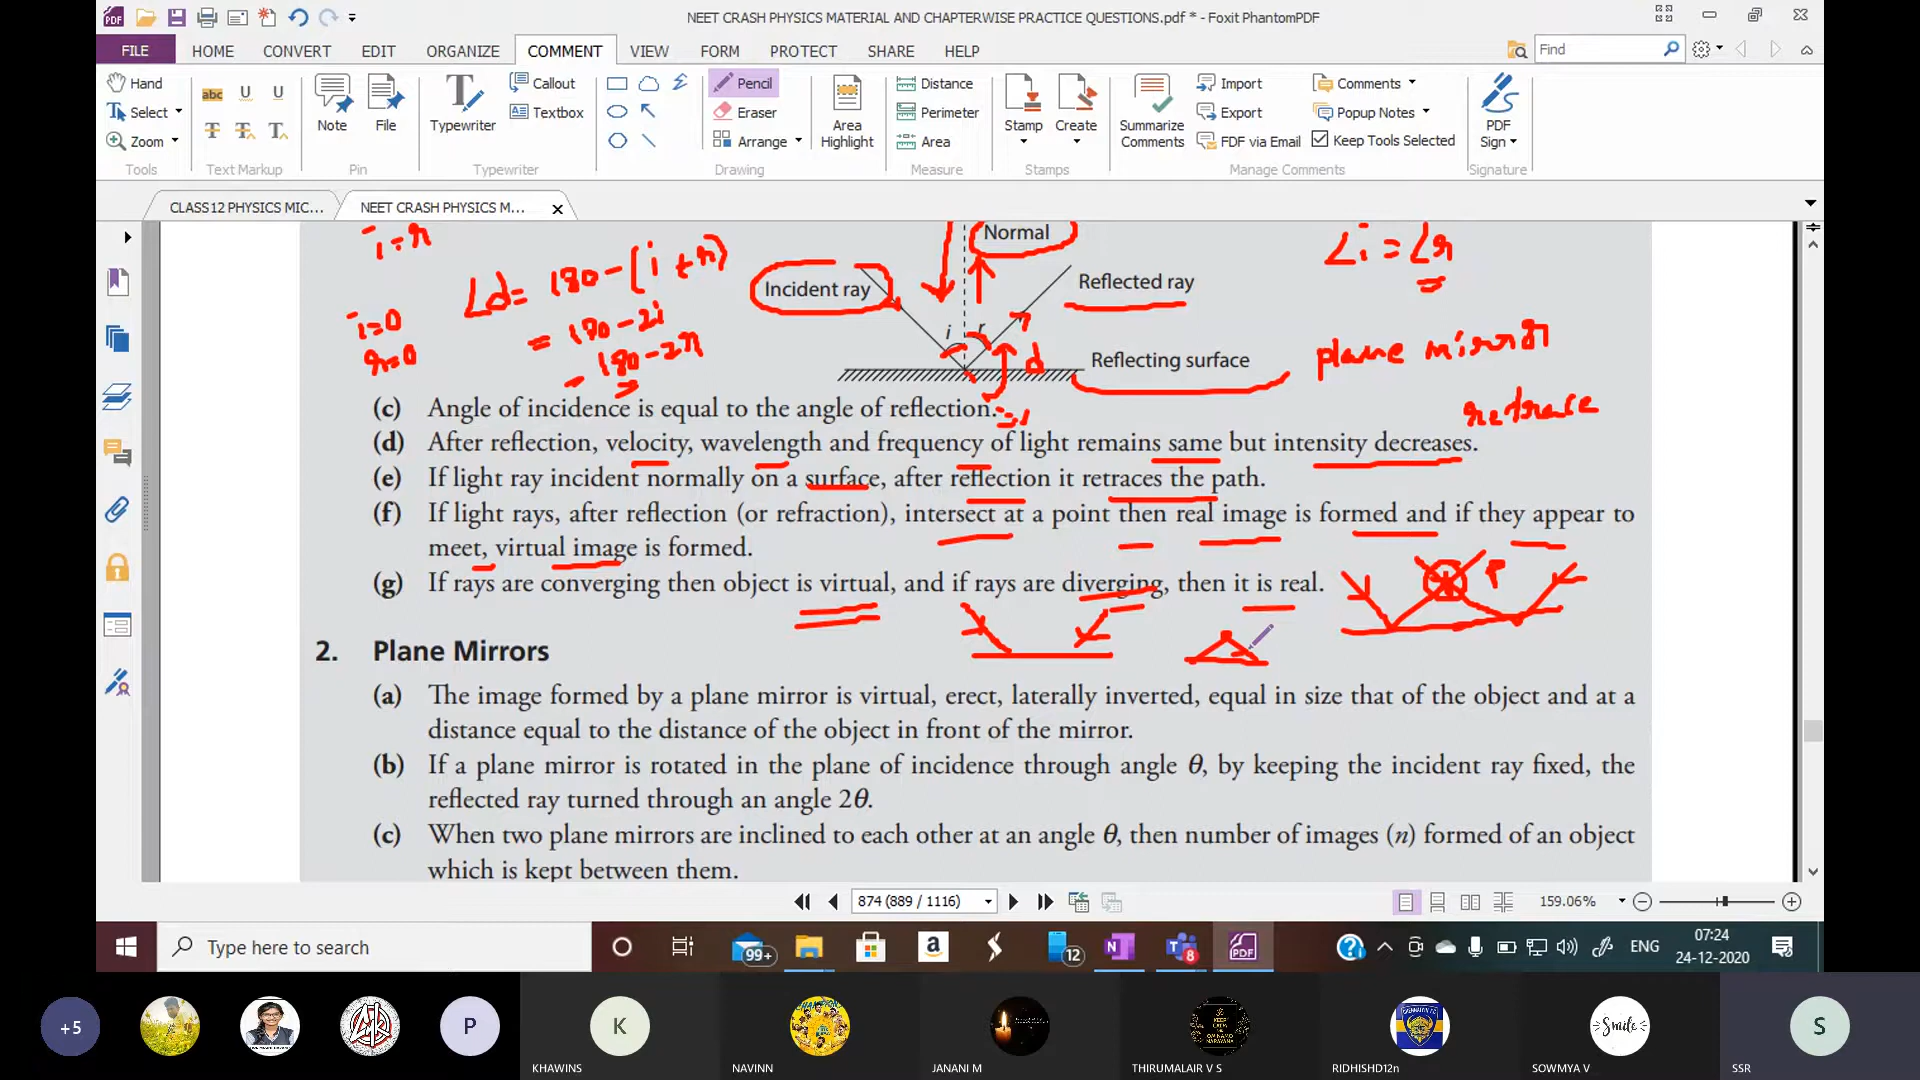 NEET CRASH PHYSICS MATERIAL AND CHAPTERWISE PRACTICE QUESTIONS.pdf * - Foxit PhantomPDF
FILE HOME CONVERT EDIT ORGANIZE COMMENT VIEW FORM PROTECT SHARE HELP Find
Hand Select Zoom Tools
abc U U T T T Text Markup
Note File Pin
Typewriter Callout Textbox Typewriter
Pencil Eraser Arrange Drawing
Area Highlight
Distance Perimeter Area Measure
Stamp Create Stamps
Summarize Comments Import Export FDF via Email Comments Popup Notes Keep Tools Selected Manage Comments
PDF Sign Signature
CLASS12 PHYSICS MIC... NEET CRASH PHYSICS M...
i=r
∠d= 180-(i+r)
= 180-2i
= 180-2r
i=0
r=0
Normal
Incident ray
Reflected ray
i r d
Reflecting surface
∠i = ∠r
plane mirror
retrace
(c) Angle of incidence is equal to the angle of reflection.
(d) After reflection, velocity, wavelength and frequency of light remains same but intensity decreases.
(e) If light ray incident normally on a surface, after reflection it retraces the path.
(f) If light rays, after reflection (or refraction), intersect at a point then real image is formed and if they appear to
meet, virtual image is formed.
(g) If rays are converging then object is virtual, and if rays are diverging, then it is real.
2. Plane Mirrors
(a) The image formed by a plane mirror is virtual, erect, laterally inverted, equal in size that of the object and at a
distance equal to the distance of the object in front of the mirror.
(b) If a plane mirror is rotated in the plane of incidence through angle θ, by keeping the incident ray fixed, the
reflected ray turned through an angle 2θ.
(c) When two plane mirrors are inclined to each other at an angle θ, then number of images (n) formed of an object
which is kept between them.
874 (889 / 1116) 159.06%
Type here to search 99+ 12 8 ENG 07:24
24-12-2020
+5 P K Smile S
KHAWINS NAVINN JANANI M THIRUMALAIR V S RIDHISHD12n SOWMYA V SSR